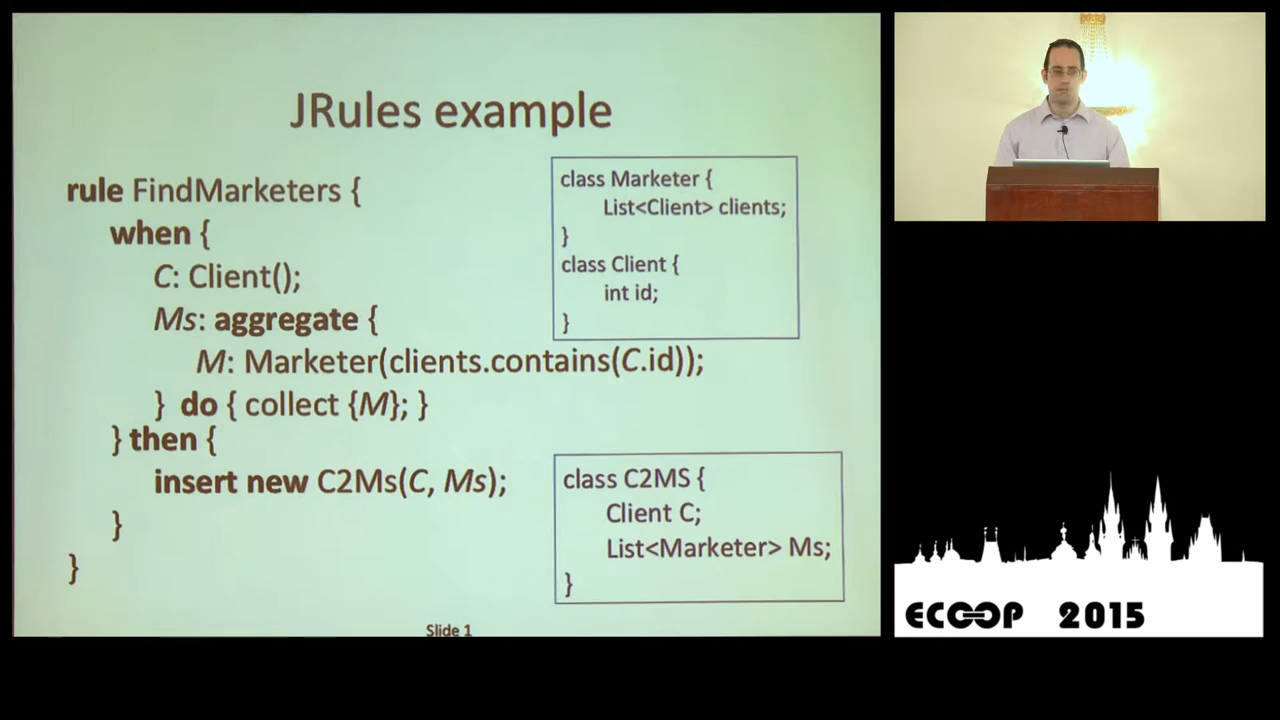 JRules example
rule FindMarketers {
when {
C: Client();
Ms: aggregate {
M: Marketer(clients.contains(C.id));
} do { collect {M}; }
} then {
insert new C2Ms(C, Ms);
}
}
class Marketer {
List<Client> clients;
}
class Client {
int id;
}
class C2MS {
Client C;
List<Marketer> Ms;
}
Slide 1
ECOOP 2015